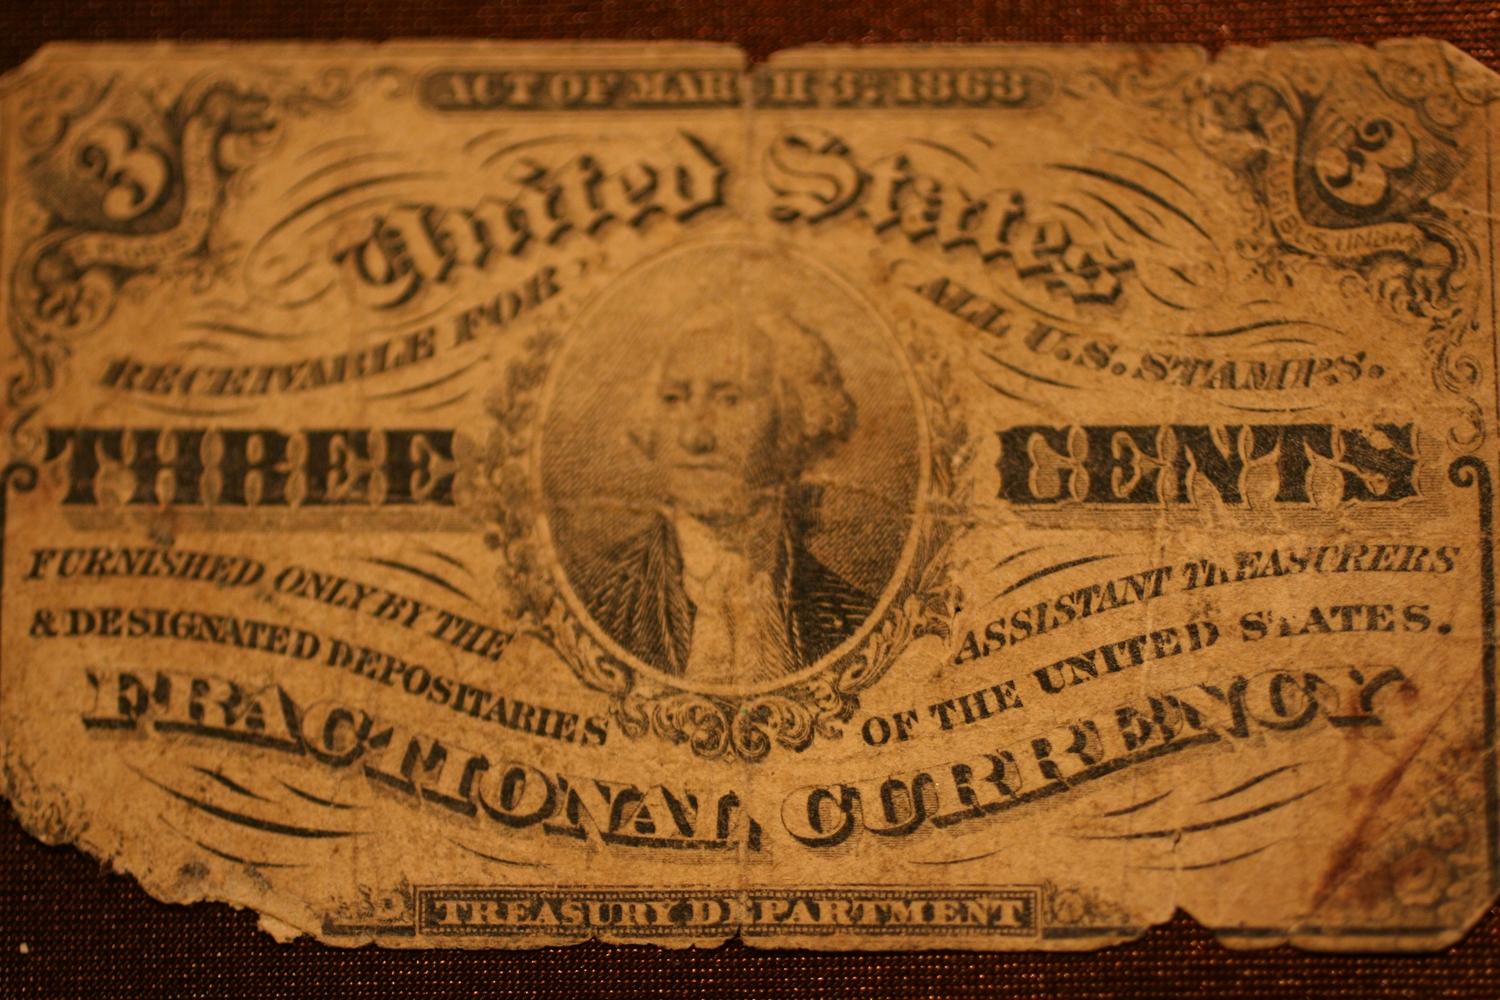 ACT OF MARCH 3: 1863
3
3
United States
RECEIVABLE FOR ALL U.S. STAMPS.
THREE CENTS
FURNISHED ONLY BY THE ASSISTANT TREASURERS
& DESIGNATED DEPOSITARIES OF THE UNITED STATES.
FRACTIONAL CURRENCY
TREASURY DEPARTMENT